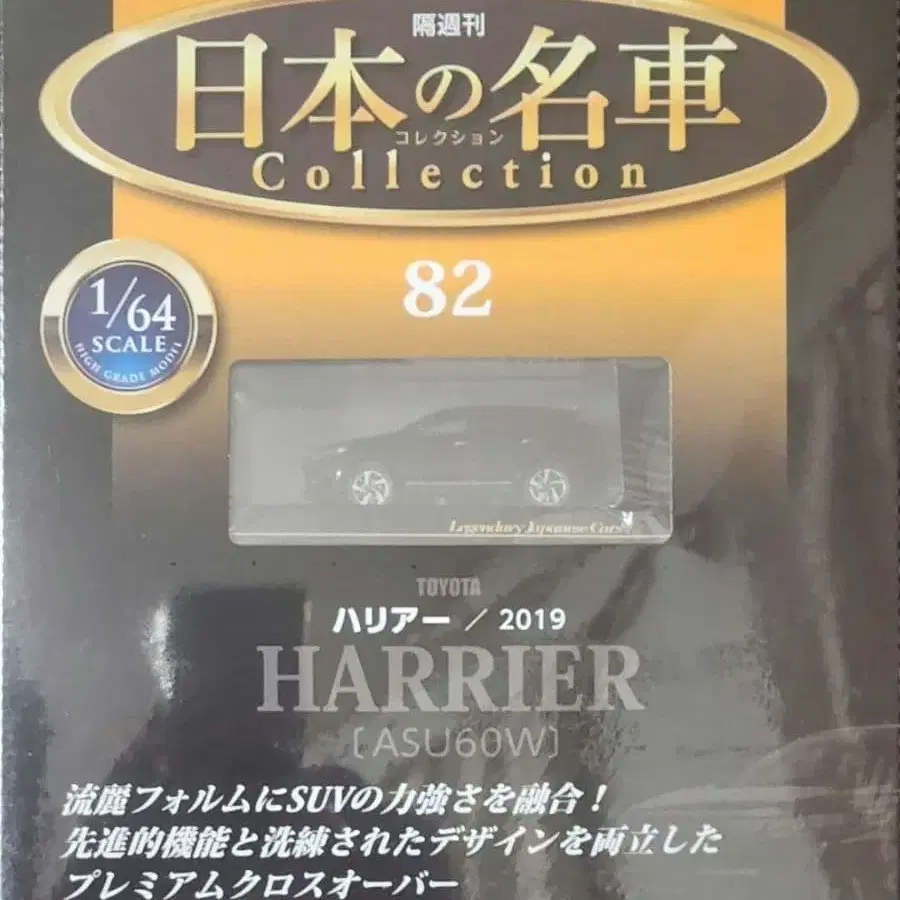 隔週刊
日本の名車
コレクション
Collection
82
1/64
SCALE
HIGH GRADE MODEL
Legendary Japanese Cars
TOYOTA
ハリアー / 2019
HARRIER
[ASU60W]
流麗フォルムにSUVの力強さを融合!
先進的機能と洗練されたデザインを両立した
プレミアムクロスオーバー